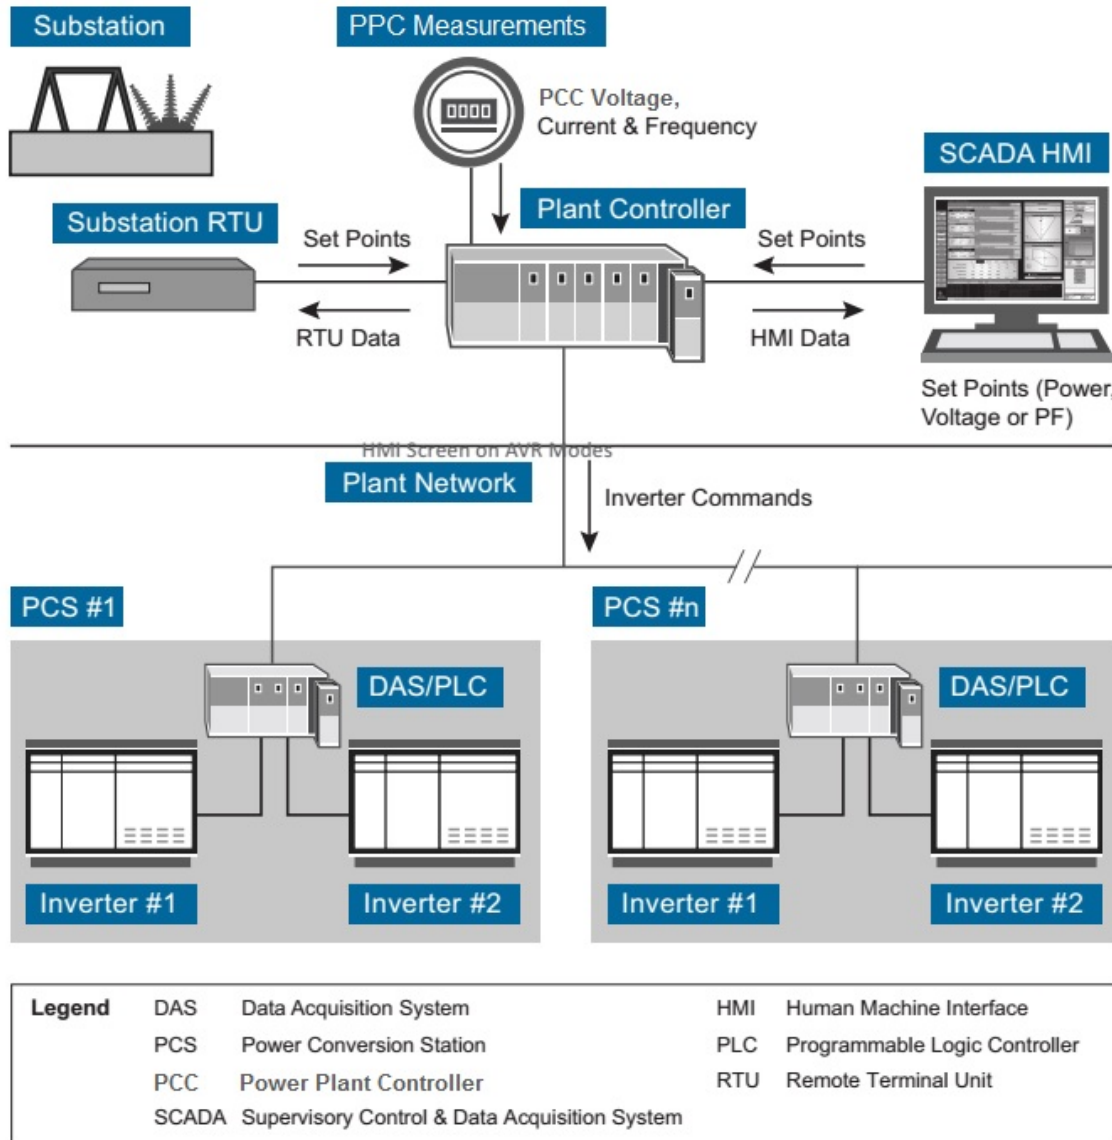 Substation
PPC Measurements
PCC Voltage,
Current & Frequency
SCADA HMI
Substation RTU
Plant Controller
Set Points
Set Points
RTU Data
HMI Data
Set Points (Power,
Voltage or PF)
HMI Screen on AVR Modes
Plant Network
Inverter Commands
PCS #1
PCS #n
DAS/PLC
DAS/PLC
Inverter #1
Inverter #2
Inverter #1
Inverter #2
Legend
DAS Data Acquisition System
HMI Human Machine Interface
PCS Power Conversion Station
PLC Programmable Logic Controller
PCC Power Plant Controller
RTU Remote Terminal Unit
SCADA Supervisory Control & Data Acquisition System